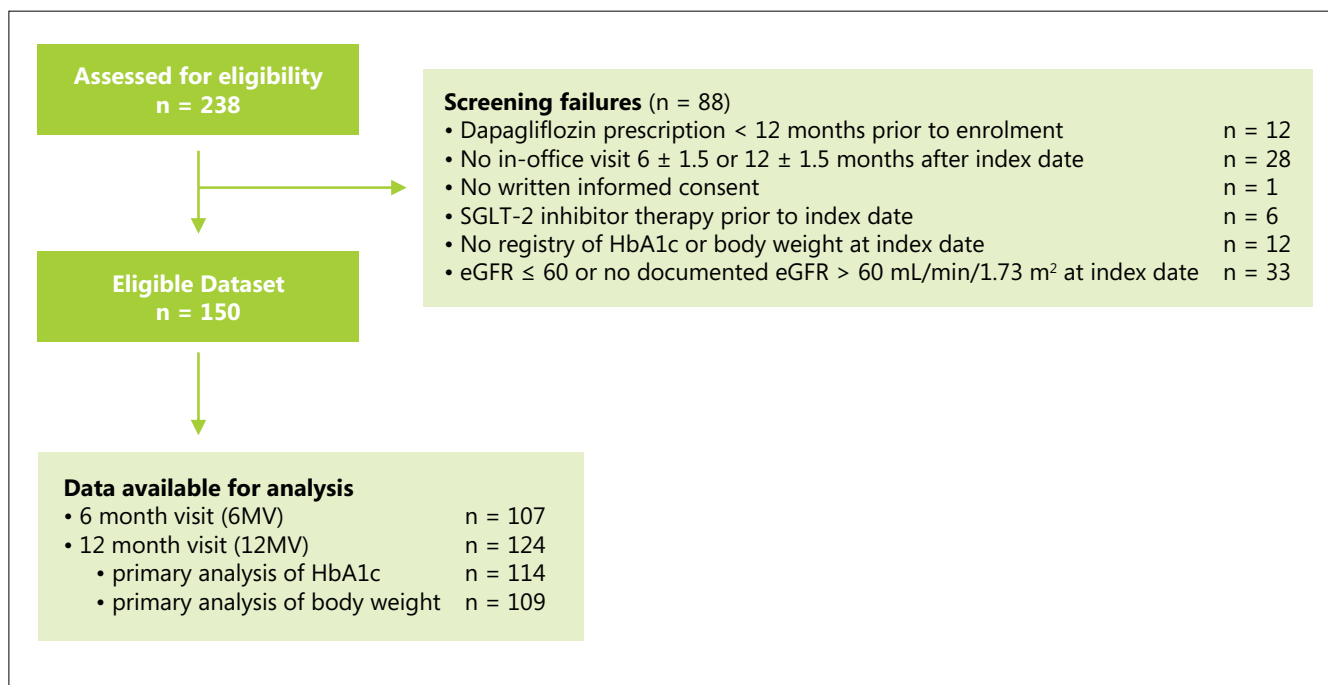 Assessed for eligibility
n = 238
Screening failures (n = 88)
• Dapagliflozin prescription < 12 months prior to enrolment n = 12
• No in-office visit 6 ± 1.5 or 12 ± 1.5 months after index date n = 28
• No written informed consent n = 1
• SGLT-2 inhibitor therapy prior to index date n = 6
• No registry of HbA1c or body weight at index date n = 12
• eGFR ≤ 60 or no documented eGFR > 60 mL/min/1.73 m² at index date n = 33
Eligible Dataset
n = 150
Data available for analysis
• 6 month visit (6MV) n = 107
• 12 month visit (12MV) n = 124
• primary analysis of HbA1c n = 114
• primary analysis of body weight n = 109